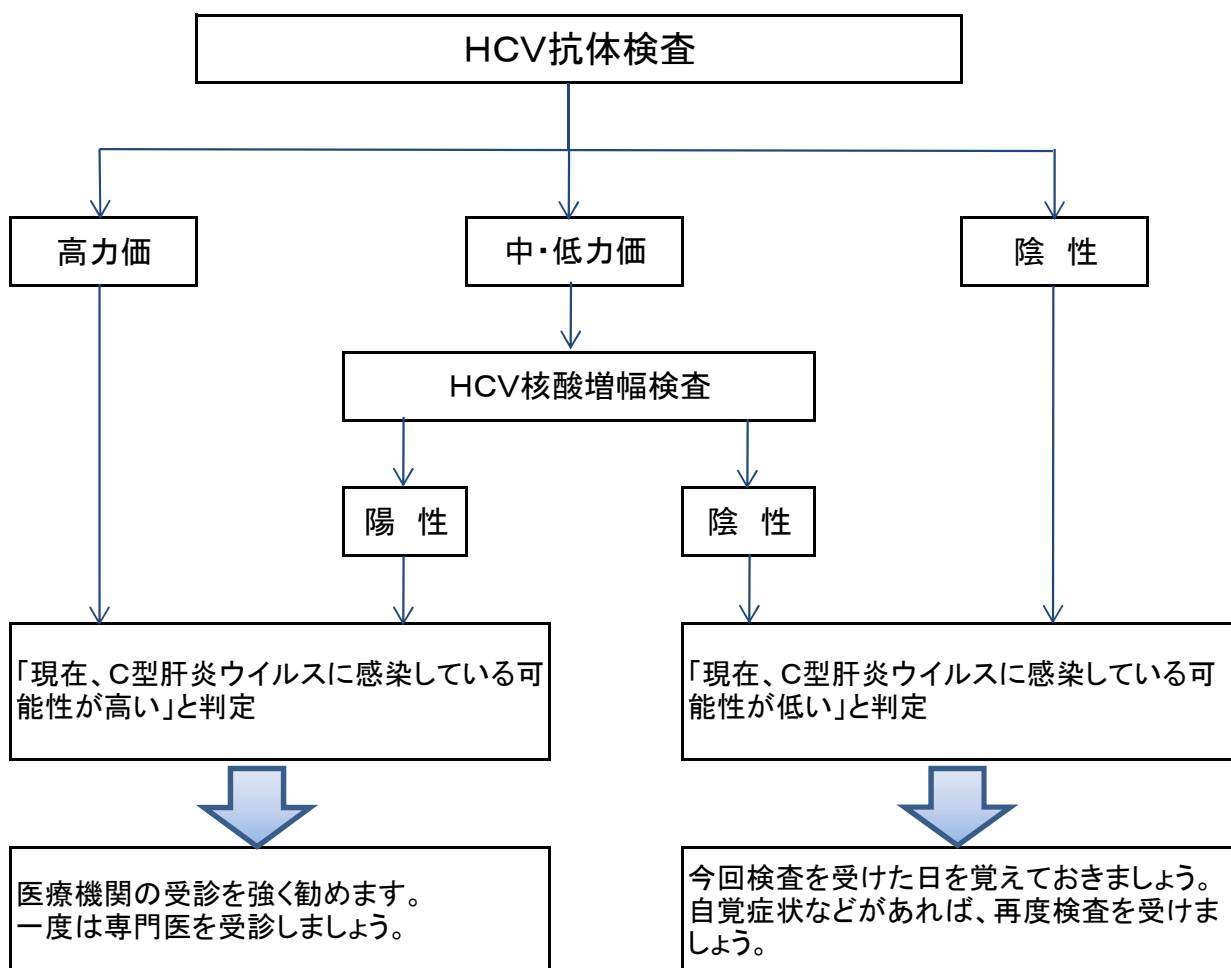 HCV抗体検査
高力価
中・低力価
陰 性
HCV核酸増幅検査
陽 性
陰 性
「現在、C型肝炎ウイルスに感染している可
能性が高い」と判定
「現在、C型肝炎ウイルスに感染している可
能性が低い」と判定
医療機関の受診を強く勧めます。
一度は専門医を受診しましょう。
今回検査を受けた日を覚えておきましょう。
自覚症状などがあれば、再度検査を受けま
しょう。